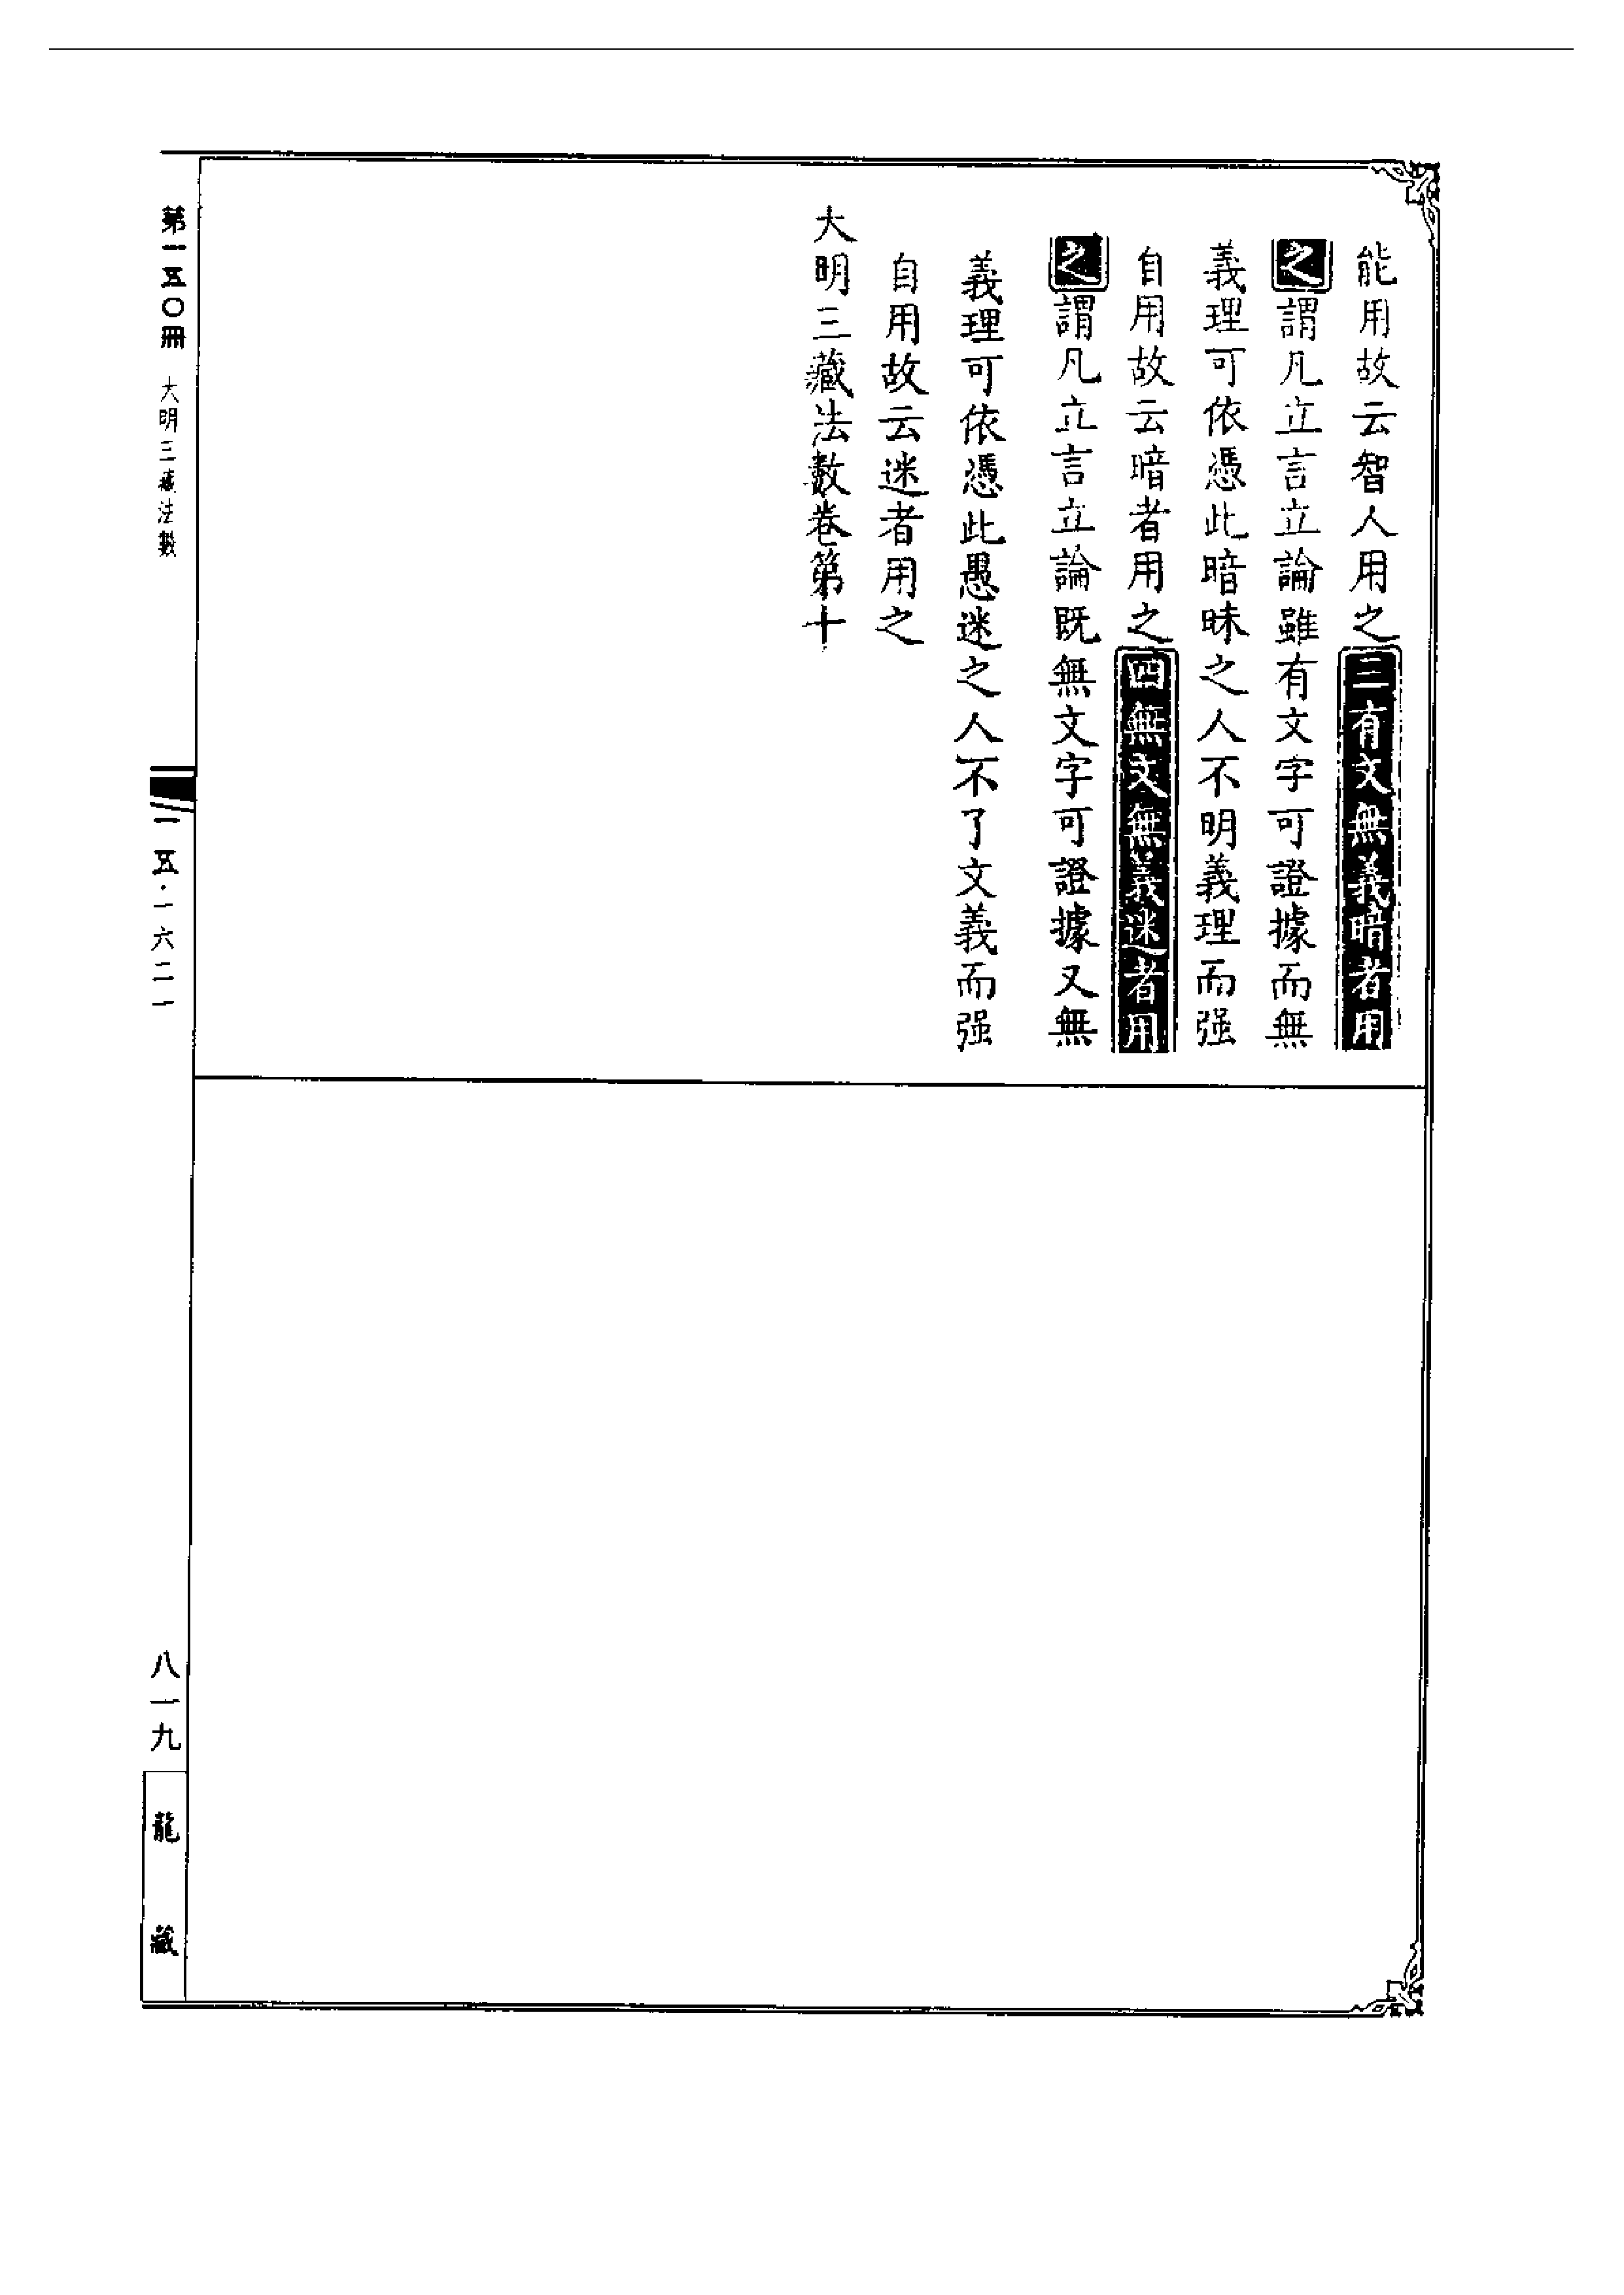 能用故云智人用之三有文無義暗者用
之謂凡立言立論雖有文字可證據而無
義理可依憑此暗昧之人不明義理而强
自用故云暗者用之四無文無義迷者用
之謂凡立言立論既無文字可證據又無
義理可依憑此愚迷之人不了文義而强
自用故云迷者用之
大明三藏法數卷第十
第一五〇冊 大明三藏法數
一五·一六二一
八一九
龍藏